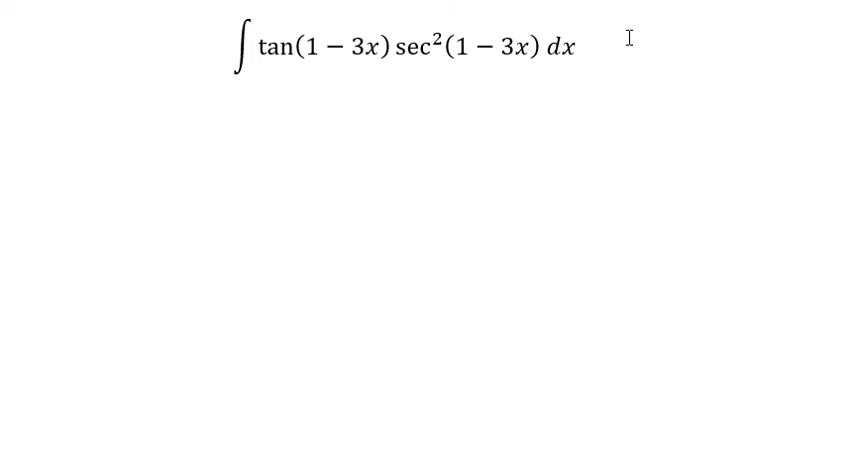 ∫ tan(1 − 3x) sec²(1 − 3x) dx